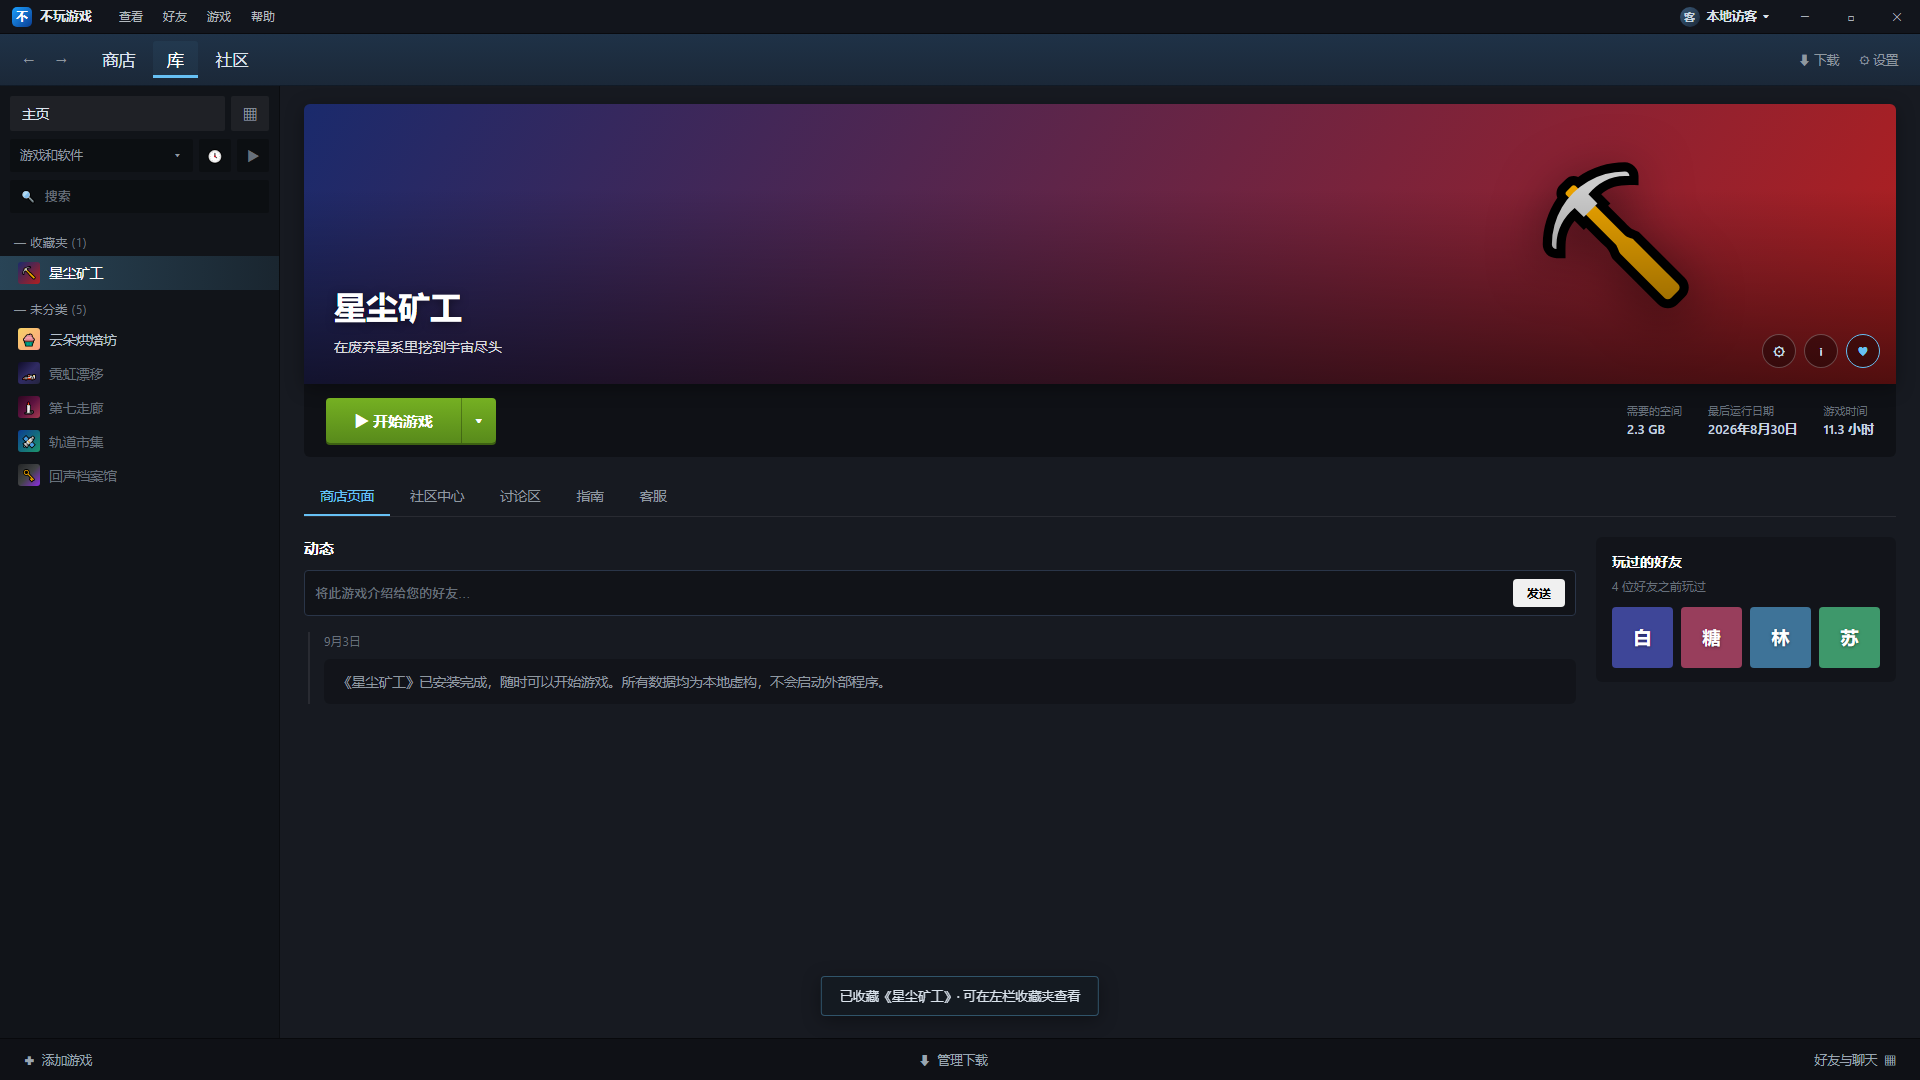 不 不玩游戏 查看 好友 游戏 帮助 客 本地访客
← → 商店 库 社区 下载 设置
主页
游戏和软件
搜索
— 收藏夹 (1)
星尘矿工
— 未分类 (5)
云朵烘焙坊
霓虹漂移
第七走廊
轨道市集
回声档案馆
星尘矿工
在废弃星系里挖到宇宙尽头
i
▶ 开始游戏
需要的空间 最后运行日期 游戏时间
2.3 GB 2026年8月30日 11.3 小时
商店页面 社区中心 讨论区 指南 客服
动态
将此游戏介绍给您的好友... 发送
9月3日
《星尘矿工》已安装完成，随时可以开始游戏。所有数据均为本地虚构，不会启动外部程序。
玩过的好友
4 位好友之前玩过
白 糖 林 苏
已收藏《星尘矿工》· 可在左栏收藏夹查看
添加游戏 管理下载 好友与聊天